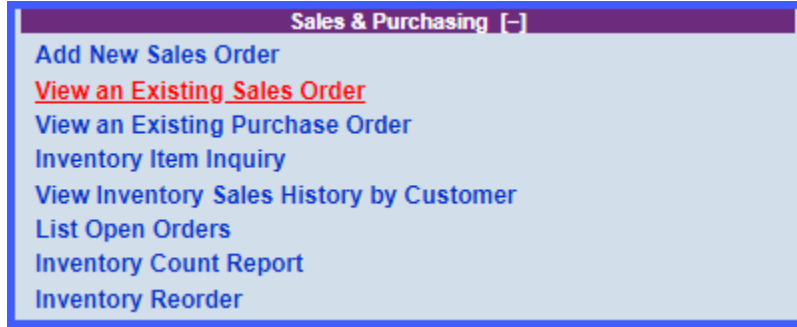 Sales & Purchasing [–]
Add New Sales Order
View an Existing Sales Order
View an Existing Purchase Order
Inventory Item Inquiry
View Inventory Sales History by Customer
List Open Orders
Inventory Count Report
Inventory Reorder